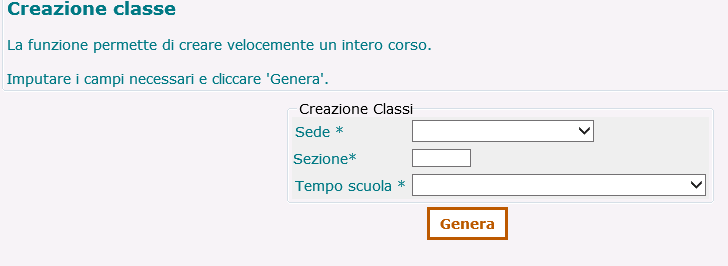 Creazione classe
La funzione permette di creare velocemente un intero corso.
Imputare i campi necessari e cliccare 'Genera'.
Creazione Classi
Sede *
Sezione*
Tempo scuola *
Genera